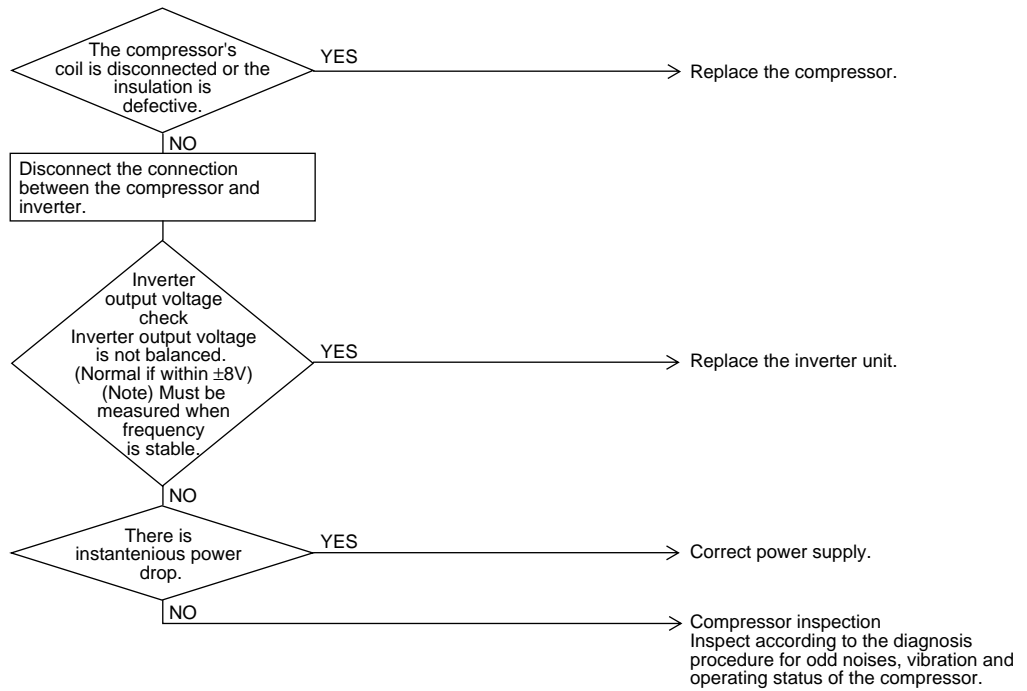 The compressor's
coil is disconnected or the
insulation is
defective.
YES
Replace the compressor.
NO
Disconnect the connection
between the compressor and
inverter.
Inverter
output voltage
check
Inverter output voltage
is not balanced.
(Normal if within ±8V)
(Note) Must be
measured when
frequency
is stable.
YES
Replace the inverter unit.
NO
There is
instantenious power
drop.
YES
Correct power supply.
NO
Compressor inspection
Inspect according to the diagnosis
procedure for odd noises, vibration and
operating status of the compressor.